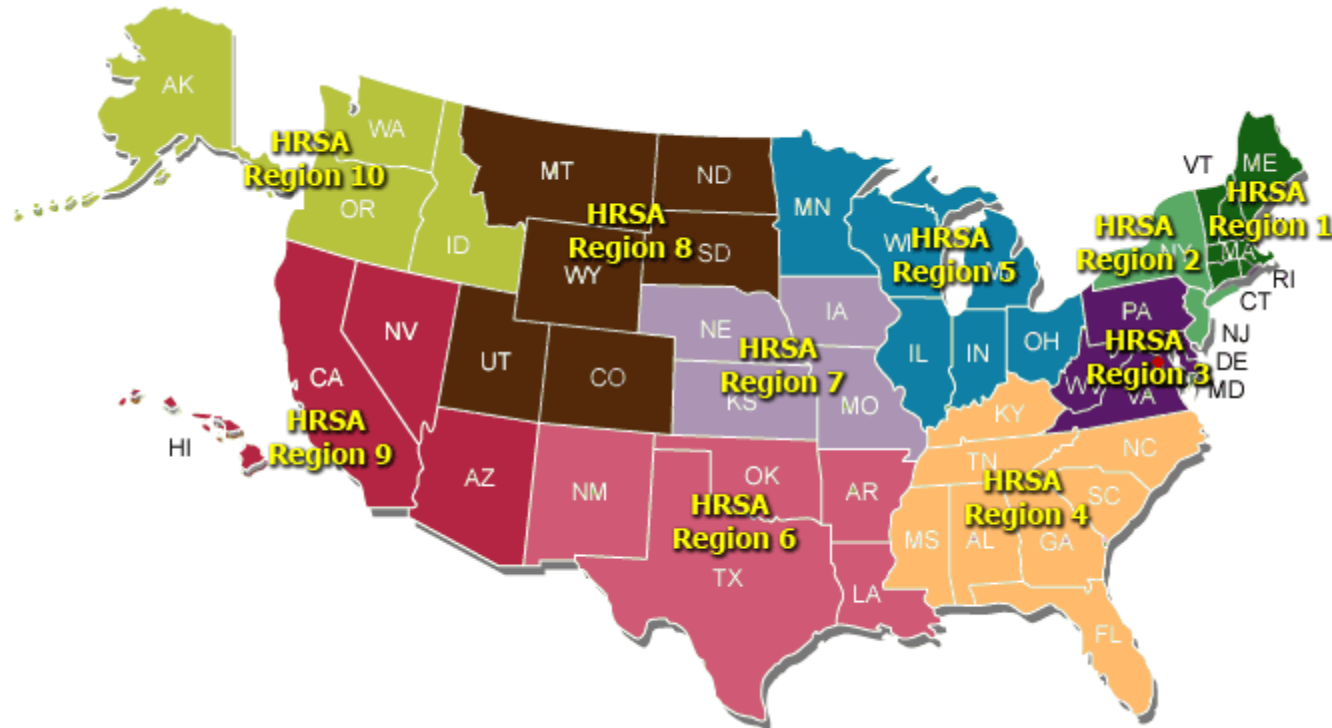 AK
WA
HRSA
Region 10
OR
ID
MT
ND
HRSA
Region 8
SD
WY
MN
WI
HRSA
Region 5
VT
ME
HRSA
Region 1
HRSA
Region 2
NY
MA
RI
CT
NJ
DE
MD
PA
HRSA
Region 3
VA
NV
CA
UT
CO
NE
IA
HRSA
Region 7
KS
MO
IL
IN
OH
KY
HI
HRSA
Region 9
AZ
NM
OK
AR
HRSA
Region 6
TX
LA
TN
NC
HRSA
Region 4
SC
MS
AL
GA
FL